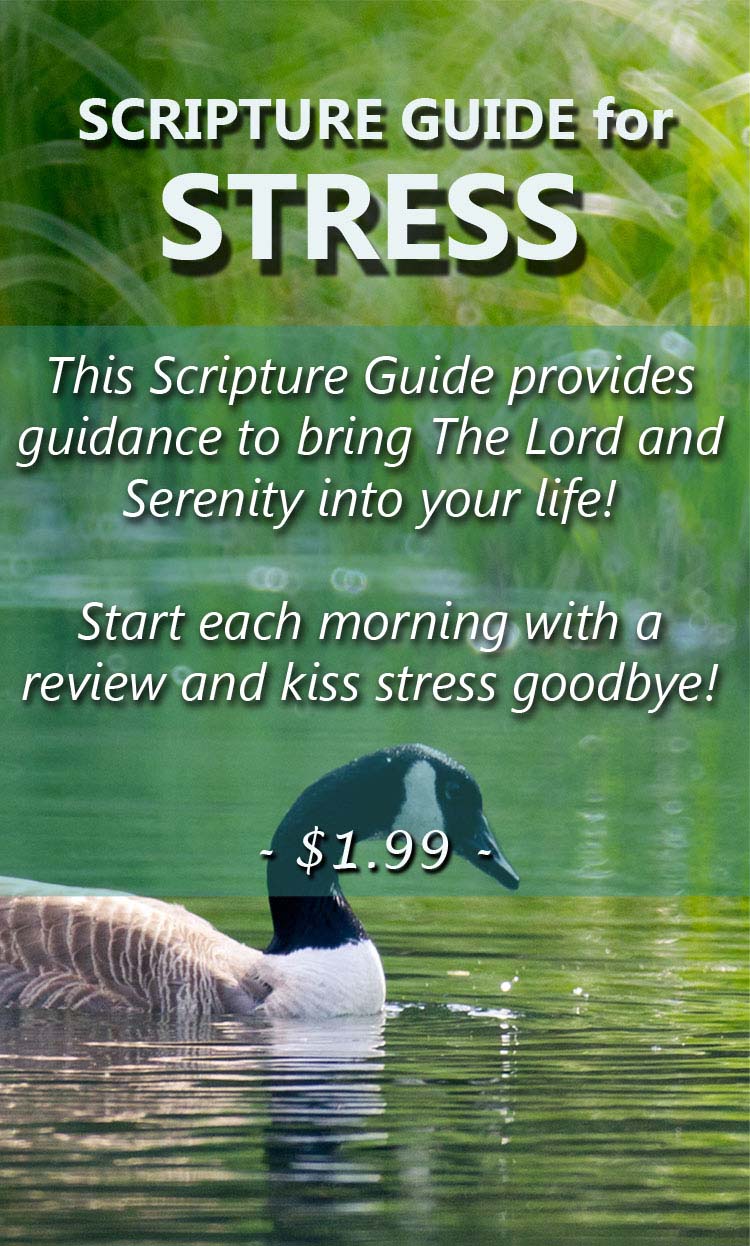 SCRIPTURE GUIDE for
STRESS
This Scripture Guide provides
guidance to bring The Lord and
Serenity into your life!
Start each morning with a
review and kiss stress goodbye!
- $1.99 -